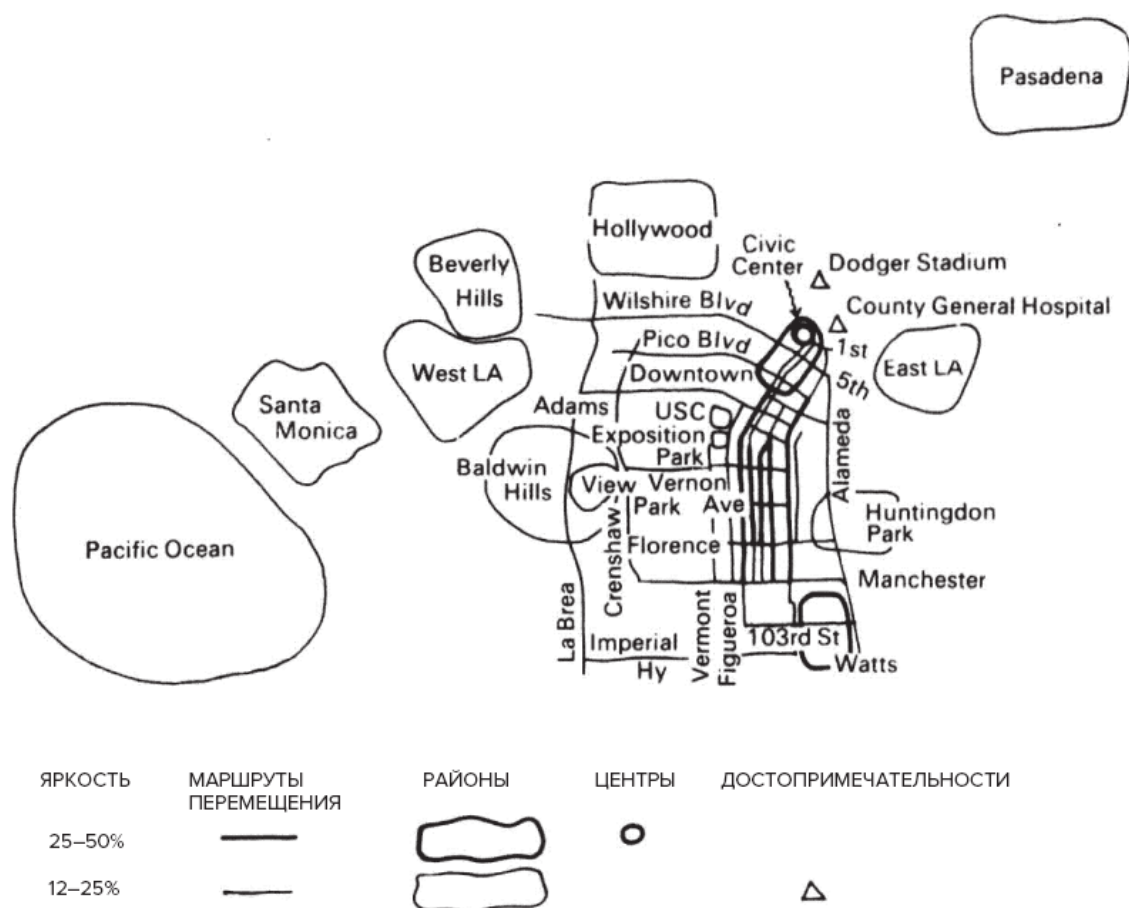 Pasadena
Hollywood
Beverly
Hills
Civic
Center
Dodger Stadium
County General Hospital
Wilshire Blvd
Pico Blvd
1st
West LA
Downtown
5th
East LA
Santa
Monica
Adams
USC
Exposition
Park
Baldwin
Hills
View
Park
Vernon
Ave
Alameda
Huntingdon
Park
Pacific Ocean
Crenshaw
Florence
Manchester
La Brea
Vermont
Figueroa
103rd St
Imperial
Hy
Watts
ЯРКОСТЬ
МАРШРУТЫ
ПЕРЕМЕЩЕНИЯ
РАЙОНЫ
ЦЕНТРЫ
ДОСТОПРИМЕЧАТЕЛЬНОСТИ
25–50%
12–25%